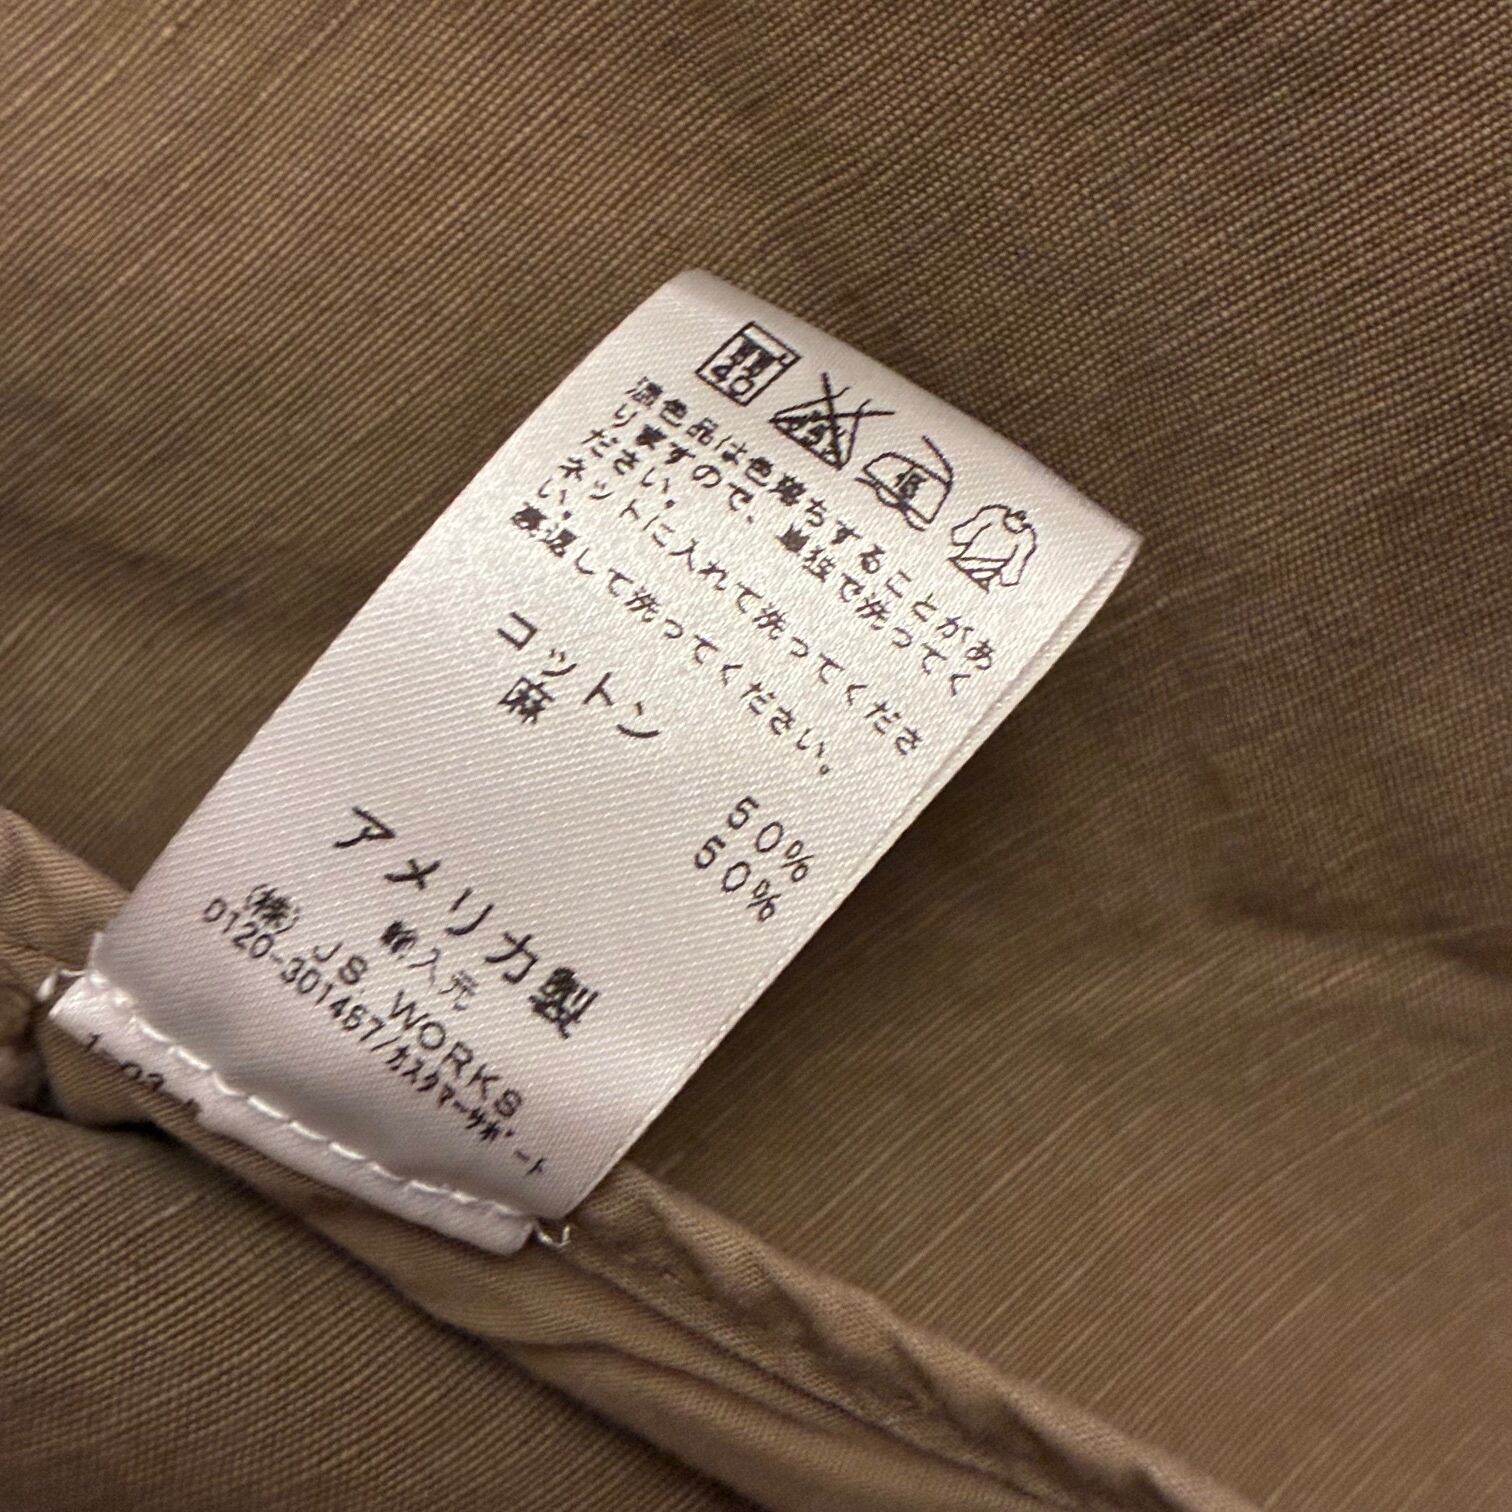 40
低
濃色品は色落ちすることがあ
りますので、単独で洗ってく
ださい。
ネットに入れて洗ってくださ
い。
裏返して洗ってください。
コットン 50%
麻 50%
アメリカ製
輸入元
(株) JS. WORKS
0120-301457/カスタマーサポート